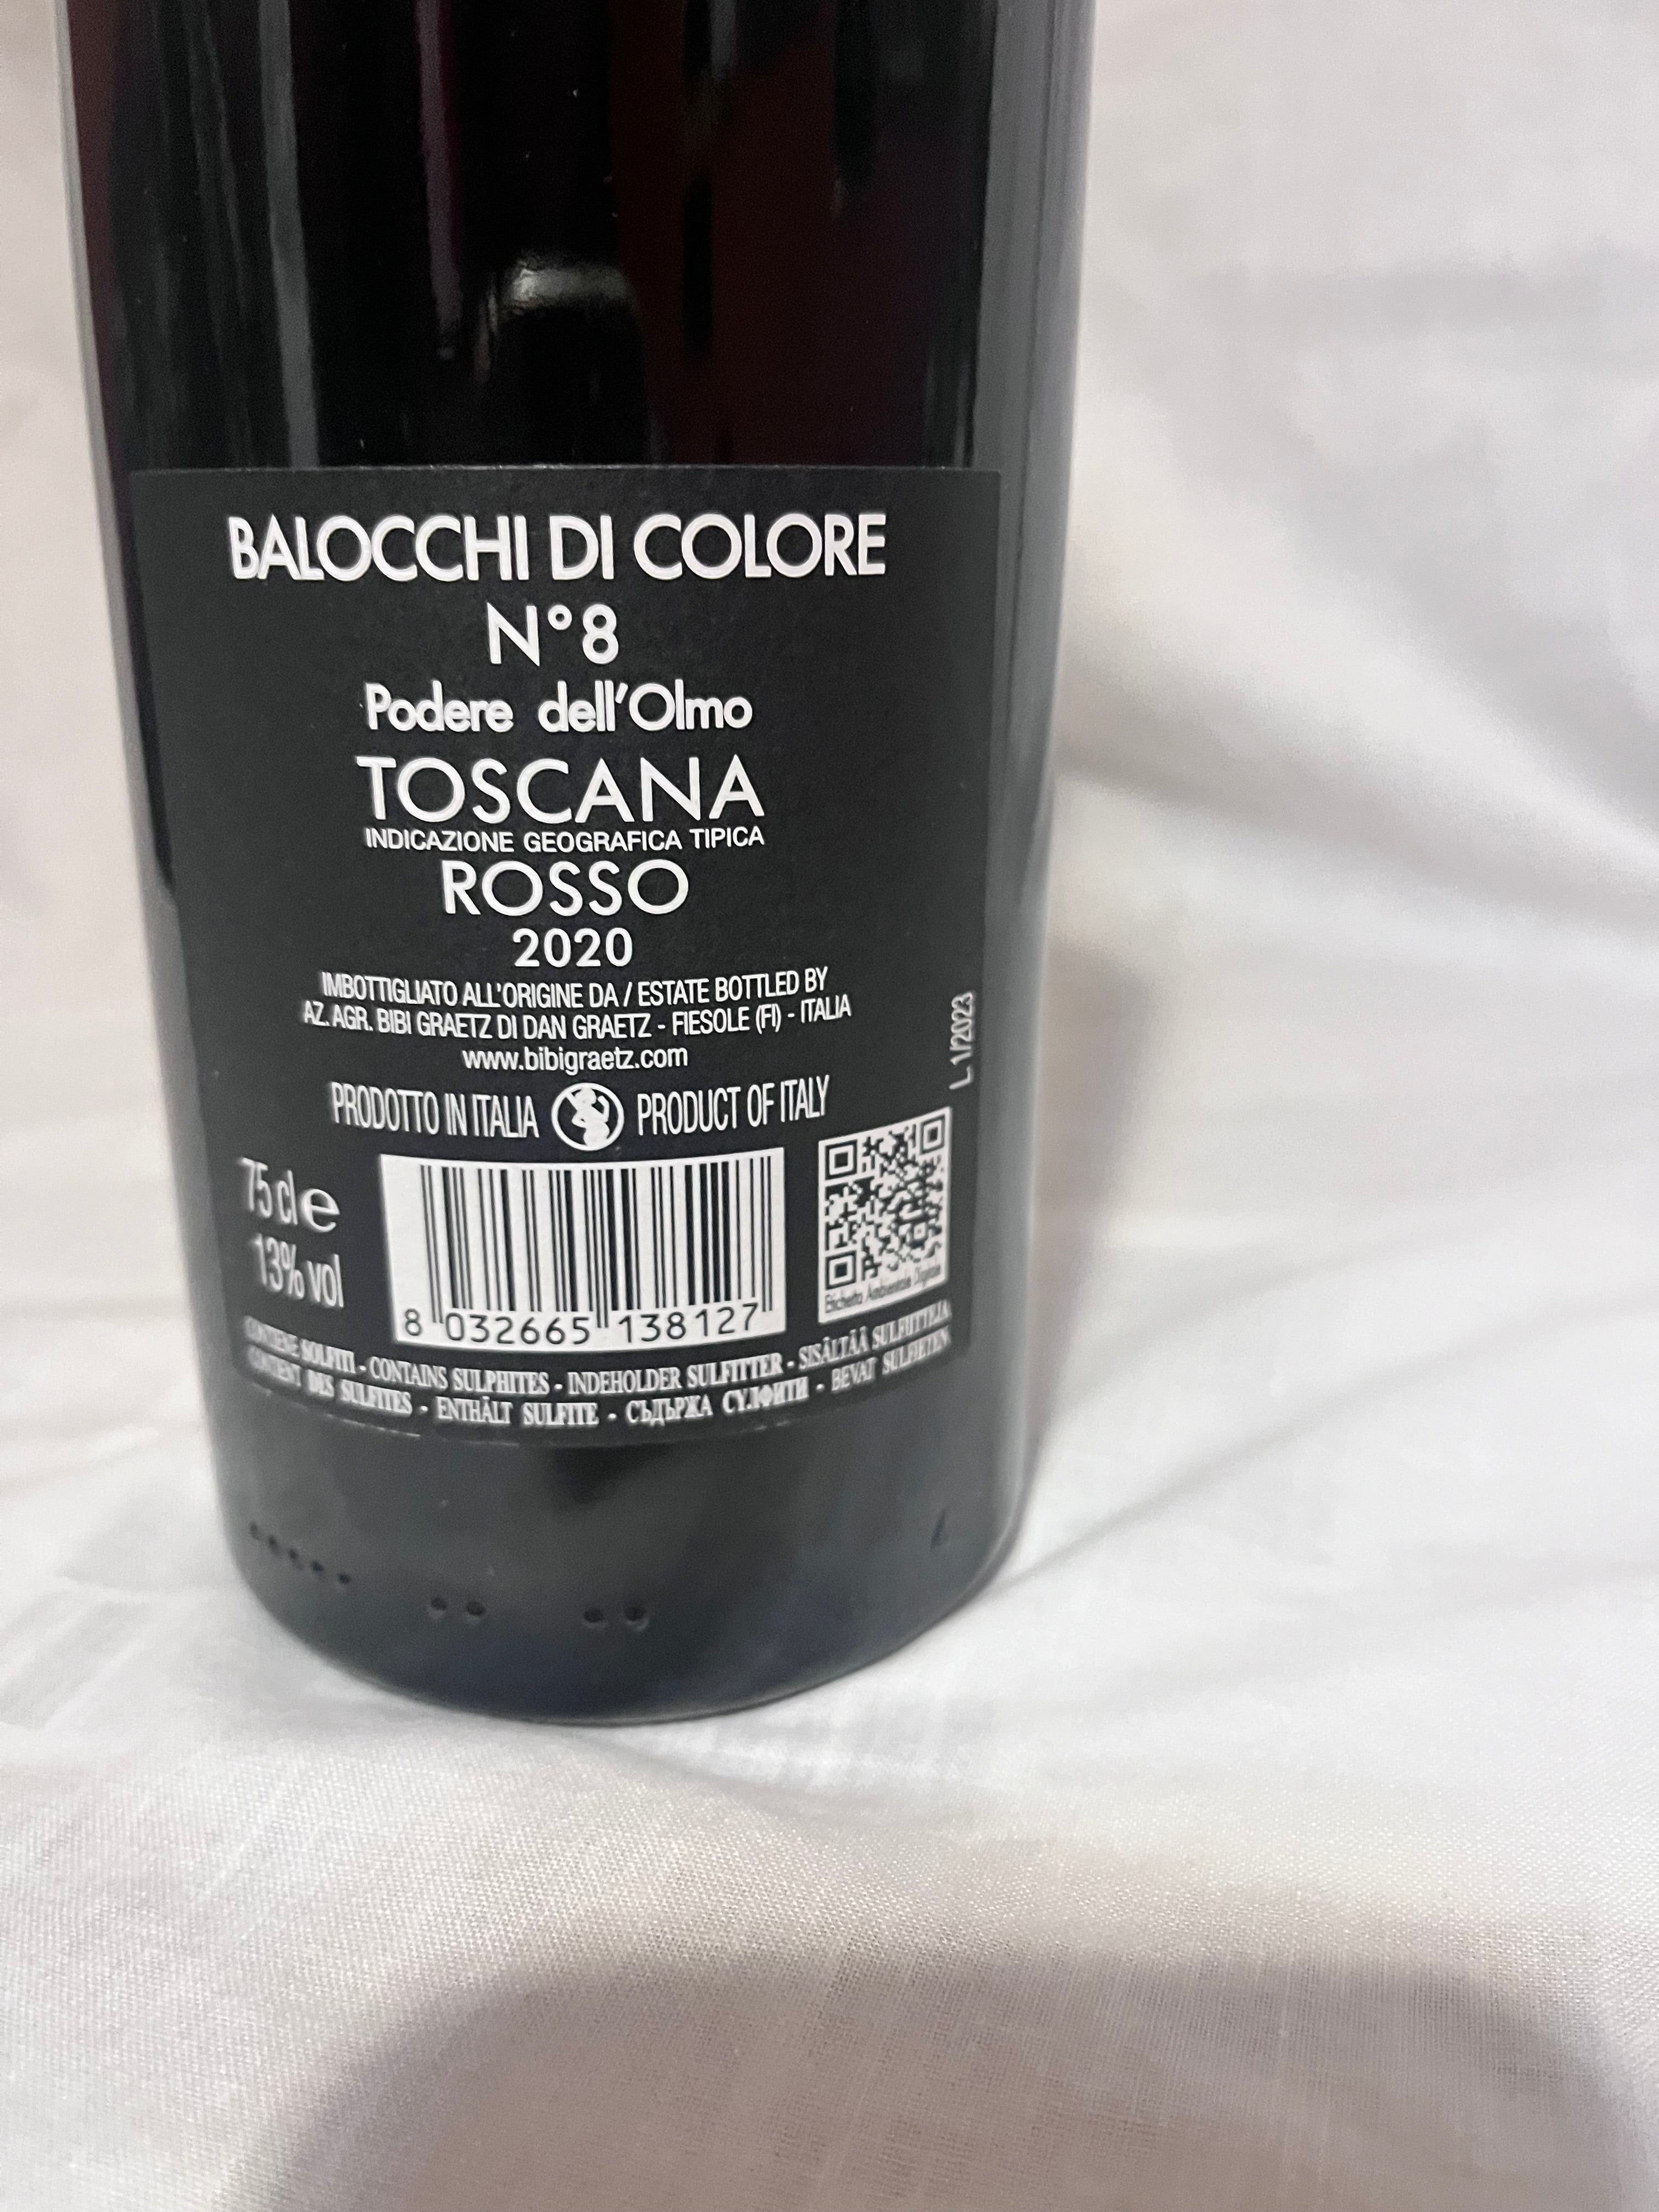 BALOCCHI DI COLORE
N°8
Podere dell'Olmo
TOSCANA
INDICAZIONE GEOGRAFICA TIPICA
ROSSO
2020
IMBOTTIGLIATO ALL'ORIGINE DA / ESTATE BOTTLED BY
AZ. AGR. BIBI GRAETZ DI DAN GRAETZ - FIESOLE (FI) - ITALIA
www.bibigraetz.com
L 1/2023
PRODOTTO IN ITALIA PRODUCT OF ITALY
75 cl e
13% vol
8 032665 138127
Etichetta Ambientale Digitale
CONTIENE SOLFITI - CONTAINS SULPHITES - INDEHOLDER SULFITTER - SISÄLTÄÄ SULFIITTEJA
CONTIENT DES SULFITES - ENTHÄLT SULFITE - СЪДЪРЖА СУЛФИТИ - BEVAT SULFIETEN